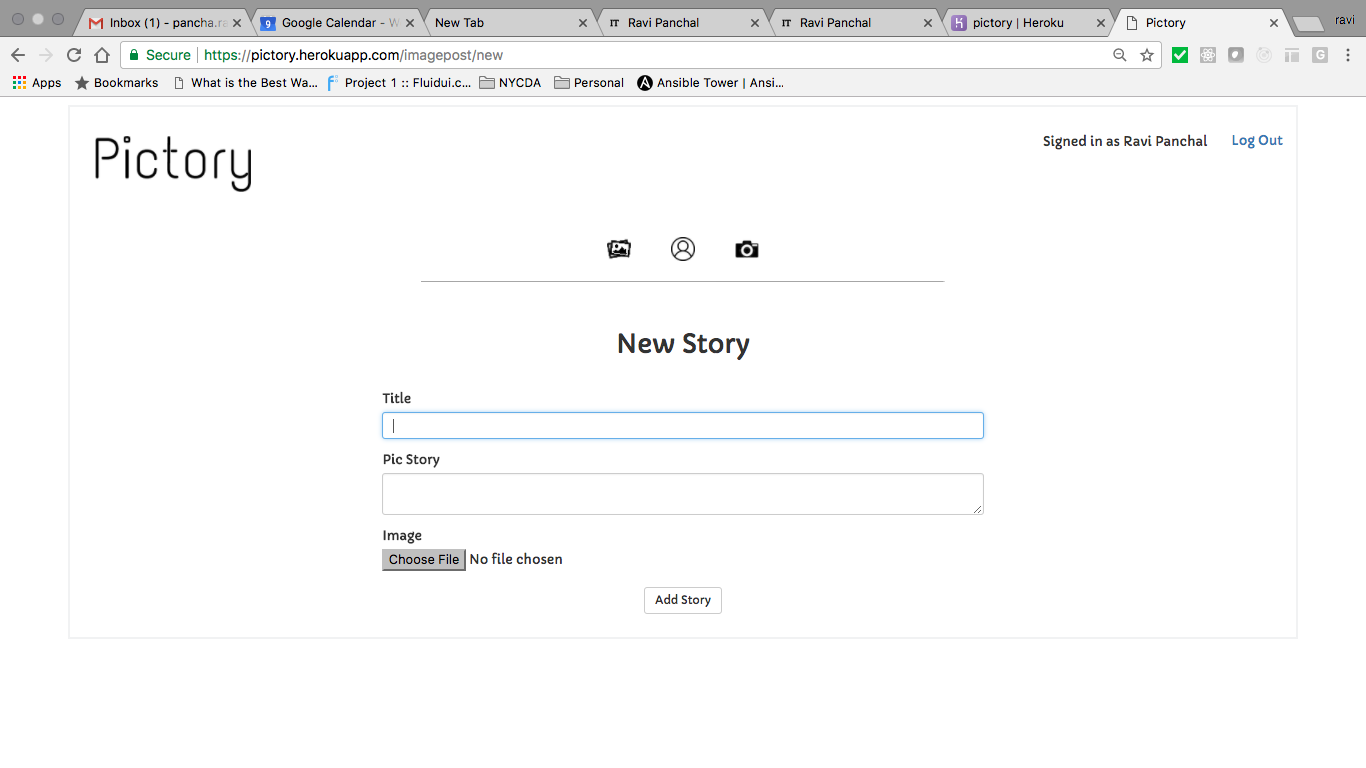 Inbox (1) - pancha.ra
Google Calendar - W
New Tab
IT Ravi Panchal
IT Ravi Panchal
pictory | Heroku
Pictory
ravi
Secure https://pictory.herokuapp.com/imagepost/new
Apps
Bookmarks
What is the Best Wa...
Project 1 :: Fluidui.c...
NYCDA
Personal
Ansible Tower | Ansi...
Pictory
Signed in as Ravi Panchal
Log Out
New Story
Title
Pic Story
Image
Choose File No file chosen
Add Story